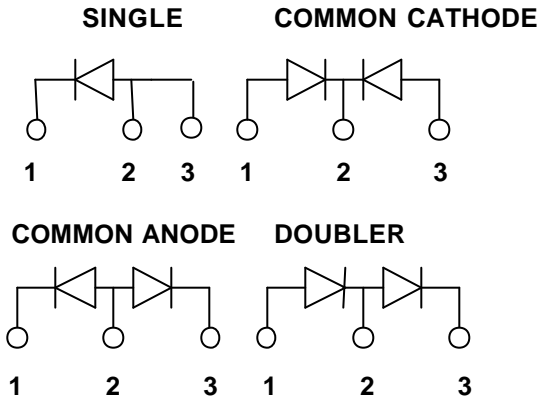 SINGLE COMMON CATHODE
1 2 3 1 2 3
COMMON ANODE DOUBLER
1 2 3 1 2 3